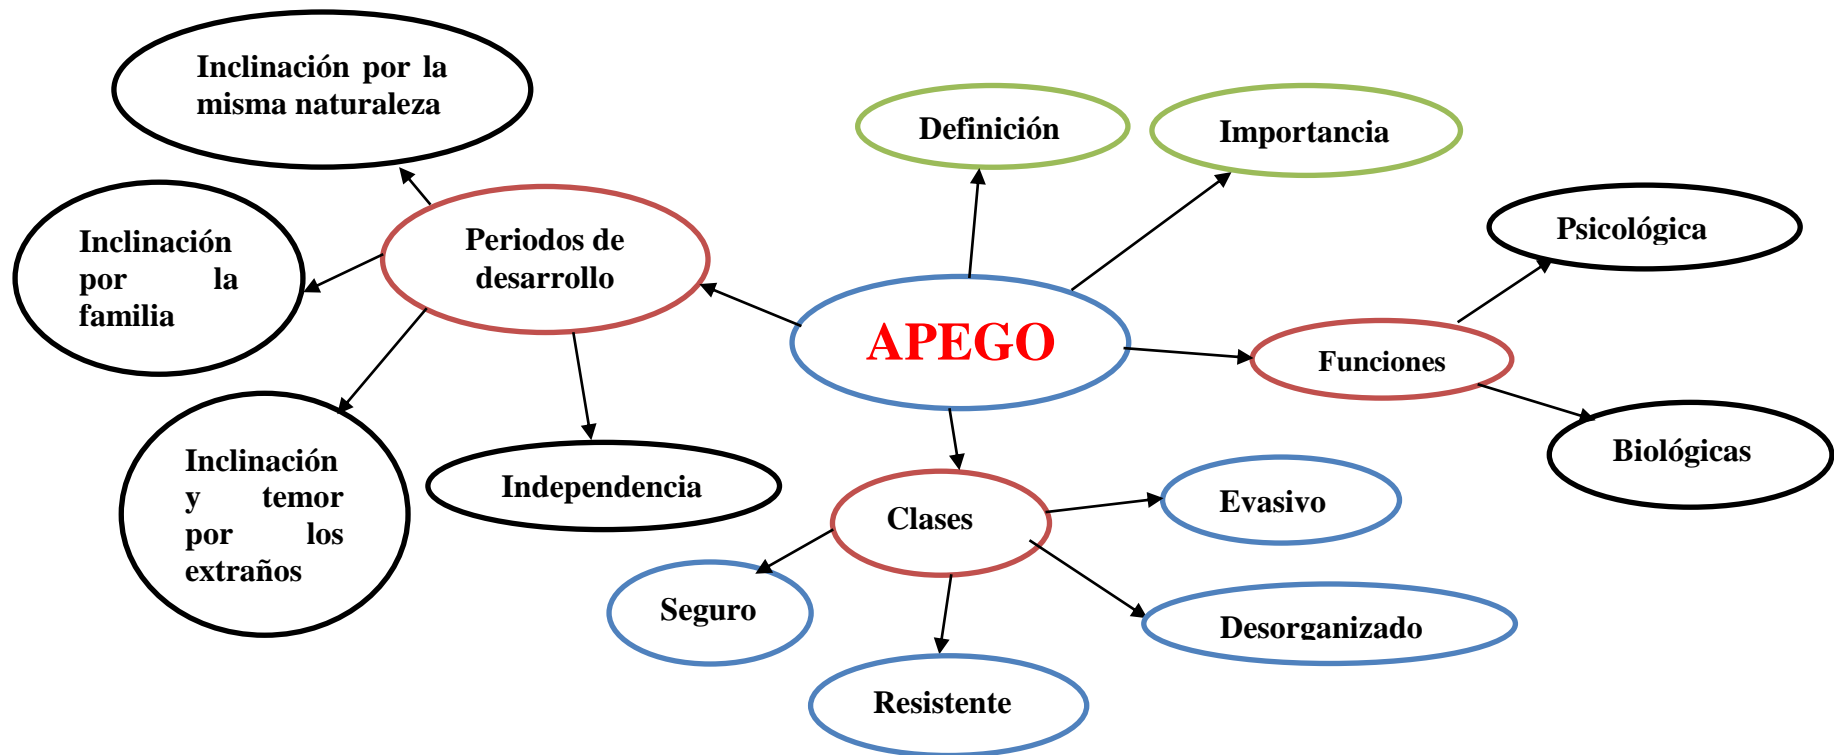 Inclinación por la
misma naturaleza
Definición
Importancia
Psicológica
Inclinación
por la
familia
Periodos de
desarrollo
APEGO
Funciones
Inclinación
y temor
por los
extraños
Independencia
Biológicas
Clases
Evasivo
Seguro
Desorganizado
Resistente